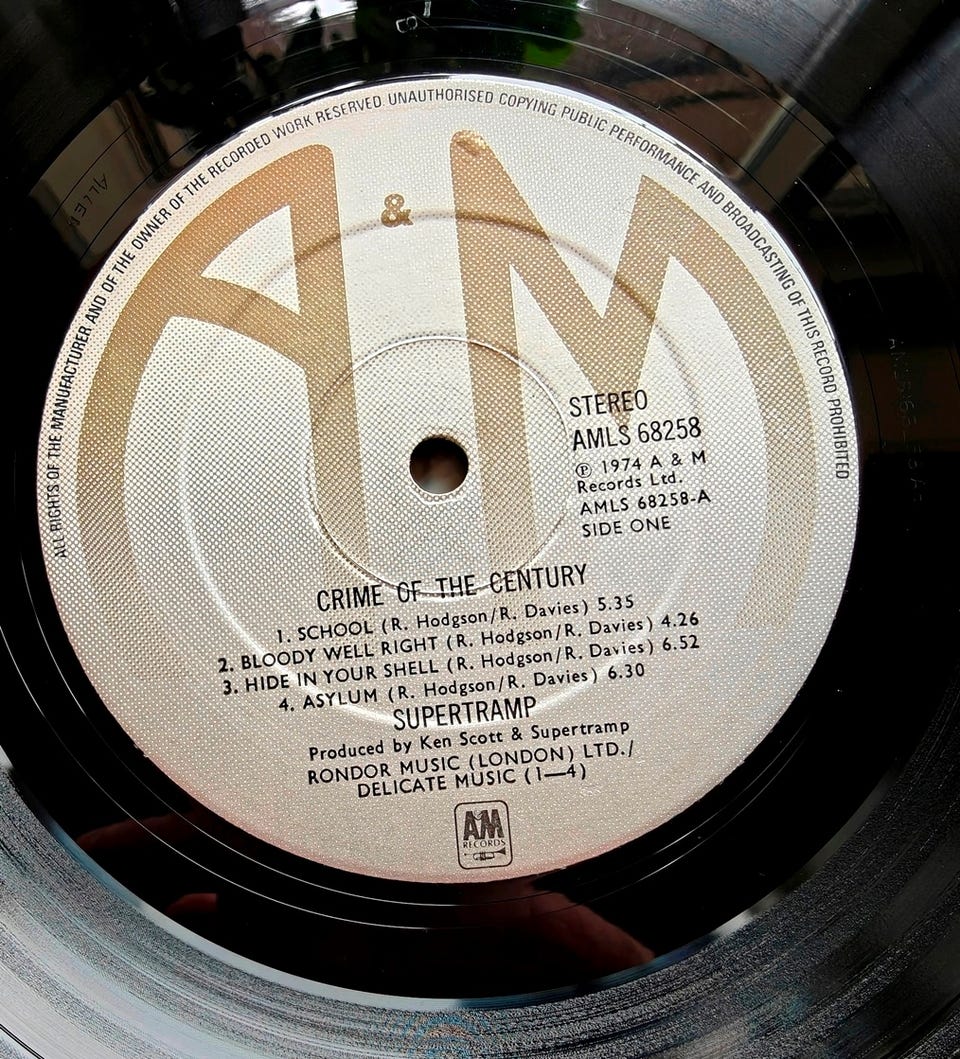 ALL RIGHTS OF THE MANUFACTURER AND OF THE OWNER OF THE RECORDED WORK RESERVED UNAUTHORISED COPYING PUBLIC PERFORMANCE AND BROADCASTING OF THIS RECORD PROHIBITED
A & M
STEREO
AMLS 68258
Ⓟ 1974 A & M
Records Ltd.
AMLS 68258-A
SIDE ONE
CRIME OF THE CENTURY
1. SCHOOL (R. Hodgson/R. Davies) 5.35
2. BLOODY WELL RIGHT (R. Hodgson/R. Davies) 4.26
3. HIDE IN YOUR SHELL (R. Hodgson/R. Davies) 6.52
4. ASYLUM (R. Hodgson/R. Davies) 6.30
SUPERTRAMP
Produced by Ken Scott & Supertramp
RONDOR MUSIC (LONDON) LTD./
DELICATE MUSIC (1—4)
AM
RECORDS
ALLEN